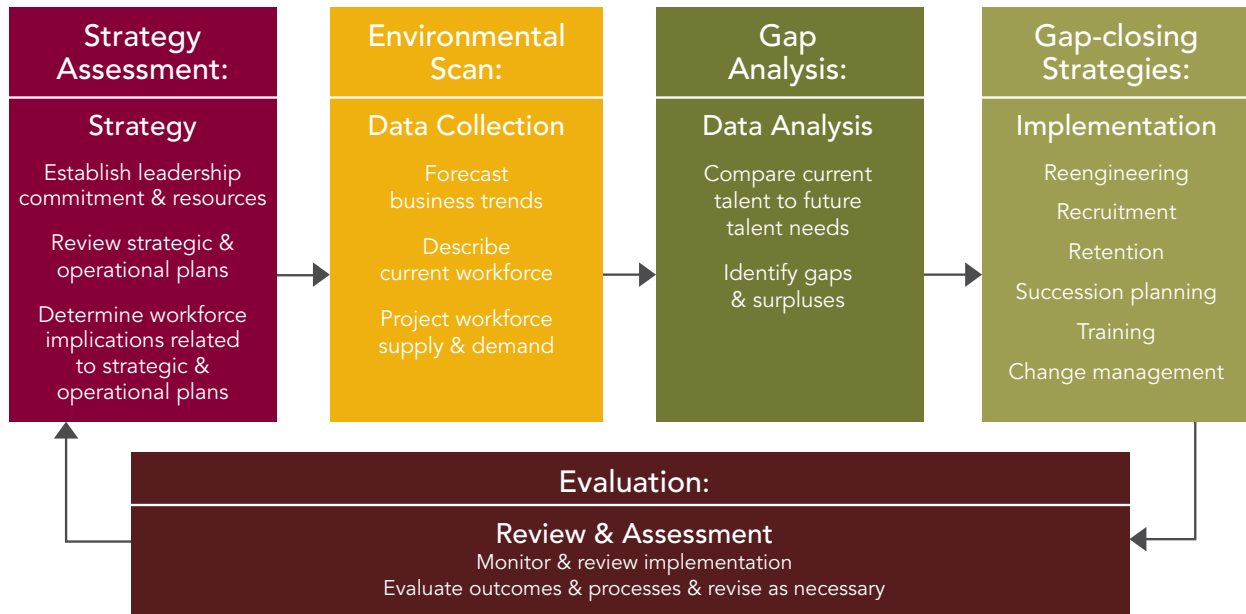 Strategy
Assessment:
Strategy
Establish leadership
commitment & resources
Review strategic &
operational plans
Determine workforce
implications related
to strategic &
operational plans
Environmental
Scan:
Data Collection
Forecast
business trends
Describe
current workforce
Project workforce
supply & demand
Gap
Analysis:
Data Analysis
Compare current
talent to future
talent needs
Identify gaps
& surpluses
Gap-closing
Strategies:
Implementation
Reengineering
Recruitment
Retention
Succession planning
Training
Change management
Evaluation:
Review & Assessment
Monitor & review implementation
Evaluate outcomes & processes & revise as necessary